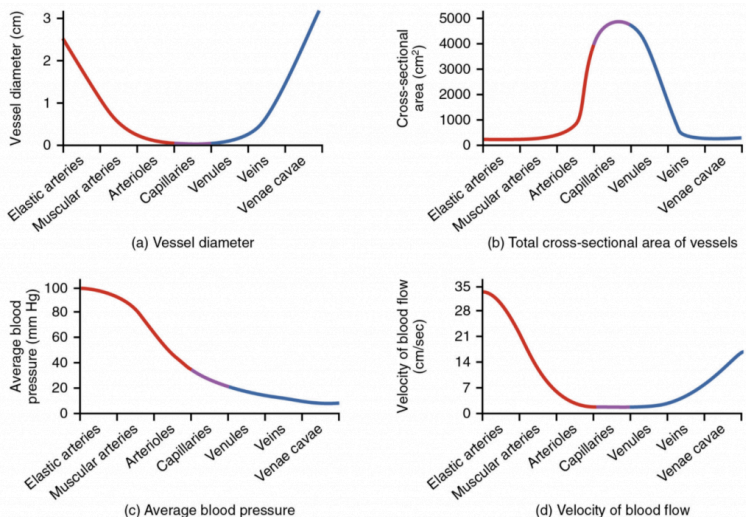 Vessel diameter (cm)
3
2
1
0
Elastic arteries
Muscular arteries
Arterioles
Capillaries
Venules
Veins
Venae cavae
(a) Vessel diameter
Cross-sectional
area (cm²)
5000
4000
3000
2000
1000
0
Elastic arteries
Muscular arteries
Arterioles
Capillaries
Venules
Veins
Venae cavae
(b) Total cross-sectional area of vessels
Average blood
pressure (mm Hg)
100
80
60
40
20
0
Elastic arteries
Muscular arteries
Arterioles
Capillaries
Venules
Veins
Venae cavae
(c) Average blood pressure
Velocity of blood flow
(cm/sec)
35
28
21
14
7
0
Elastic arteries
Muscular arteries
Arterioles
Capillaries
Venules
Veins
Venae cavae
(d) Velocity of blood flow